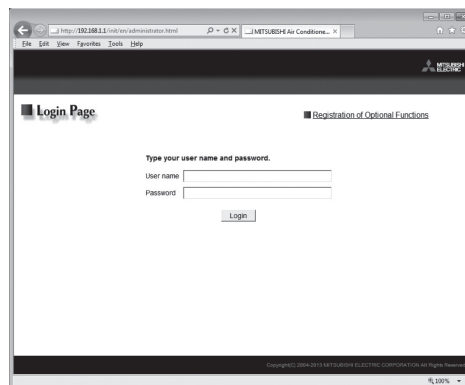 http://192.168.1.1/init/en/administrator.html
MITSUBISHI Air Conditione...
File Edit View Favorites Tools Help
MITSUBISHI
ELECTRIC
Login Page
Registration of Optional Functions
Type your user name and password.
User name
Password
Login
Copyright(C) 2004-2013 MITSUBISHI ELECTRIC CORPORATION All Rights Reserved
100%